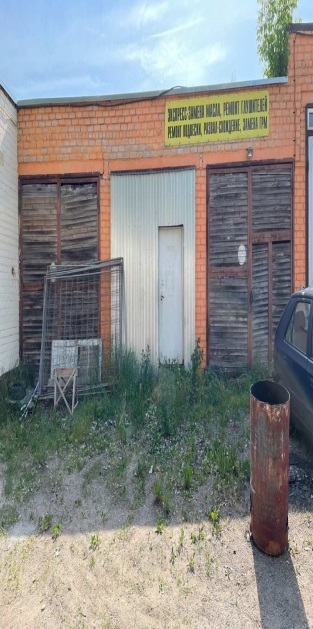 ЭКСПРЕСС-ЗАМЕНА МАСЛА, РЕМОНТ ГЛУШИТЕЛЕЙ
РЕМОНТ ПОДВЕСКИ, РАЗВАЛ-СХОЖДЕНИЕ, ЗАМЕНА ГРМ